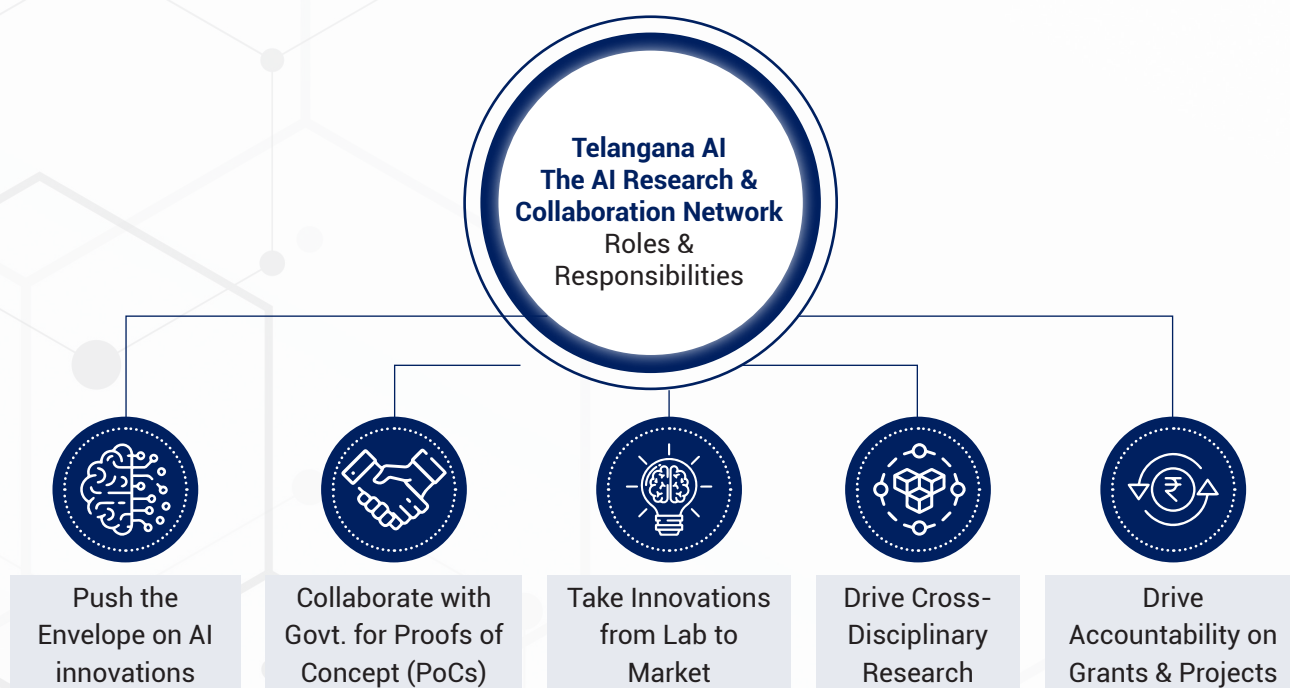 Telangana AI
The AI Research &
Collaboration Network
Roles &
Responsibilities
₹
Push the
Envelope on AI
innovations
Collaborate with
Govt. for Proofs of
Concept (PoCs)
Take Innovations
from Lab to
Market
Drive Cross-
Disciplinary
Research
Drive
Accountability on
Grants & Projects